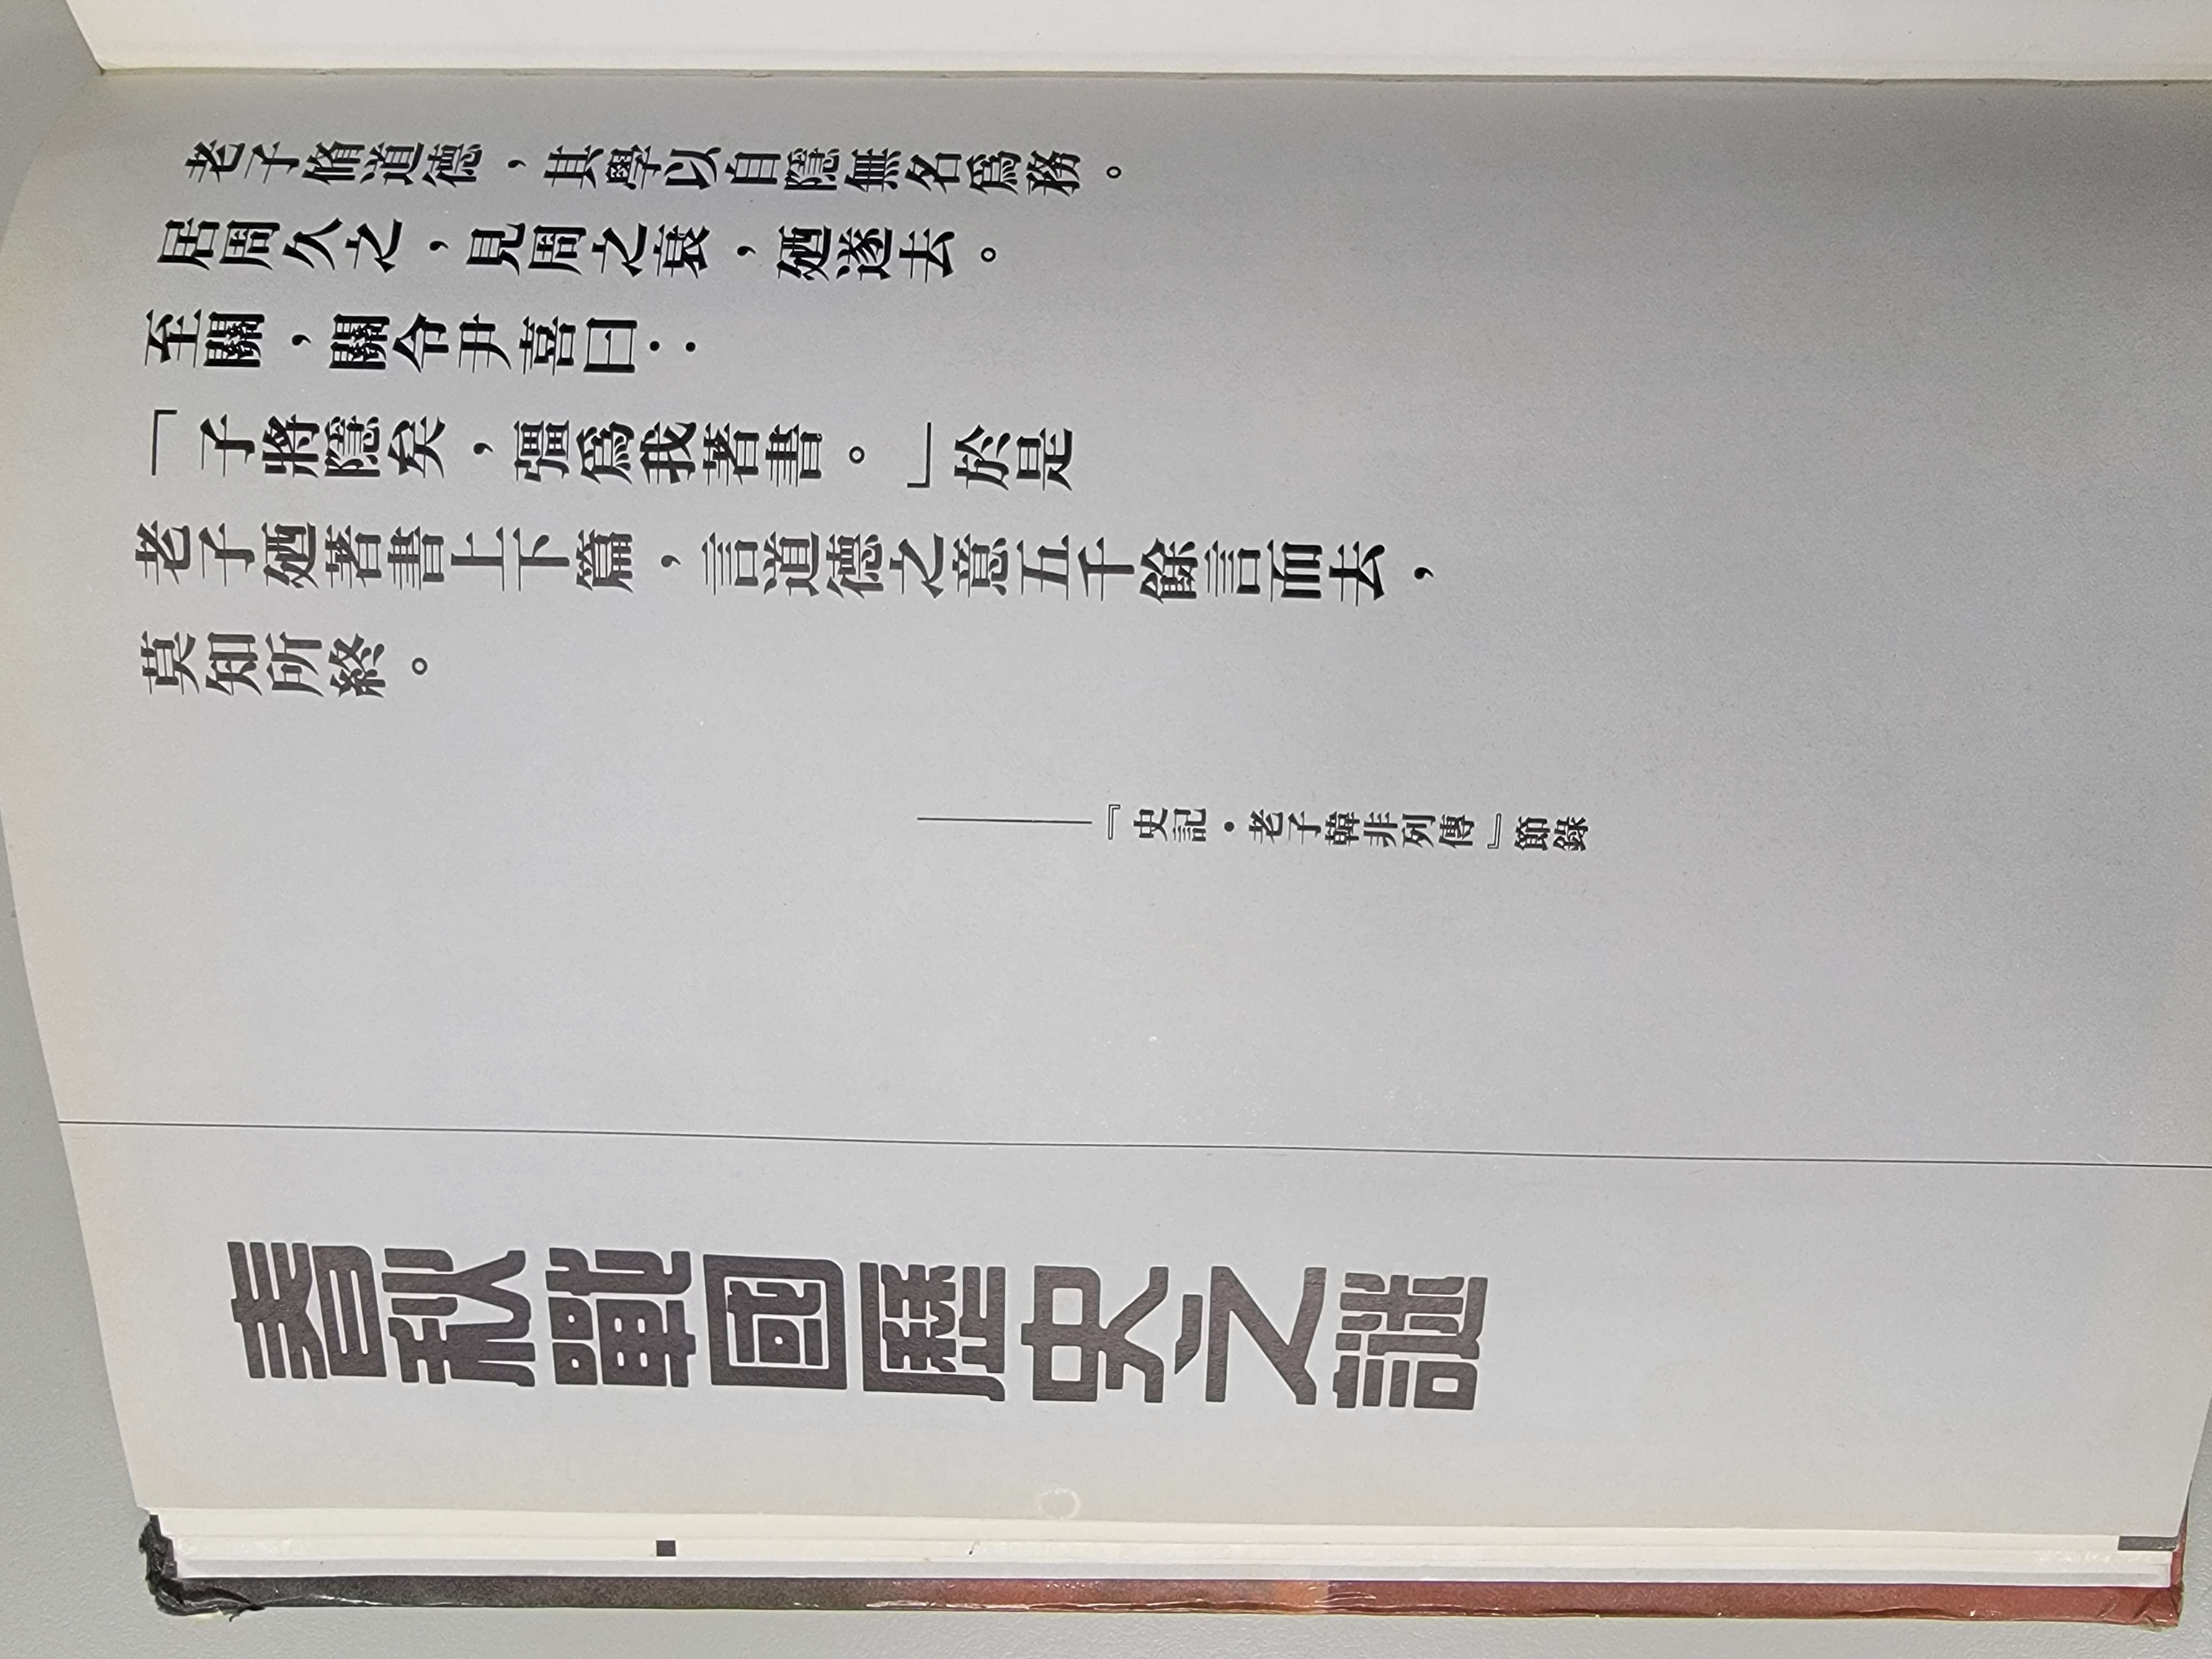 老子脩道德，其學以自隱無名爲務。
居周久之，見周之衰，廼遂去。
至關，關令尹喜曰：
「子將隱矣，彊爲我著書。」於是
老子廼著書上下篇，言道德之意五千餘言而去，
莫知所終。
——『史記・老子韓非列傳』節錄
春秋戰國歷史之謎